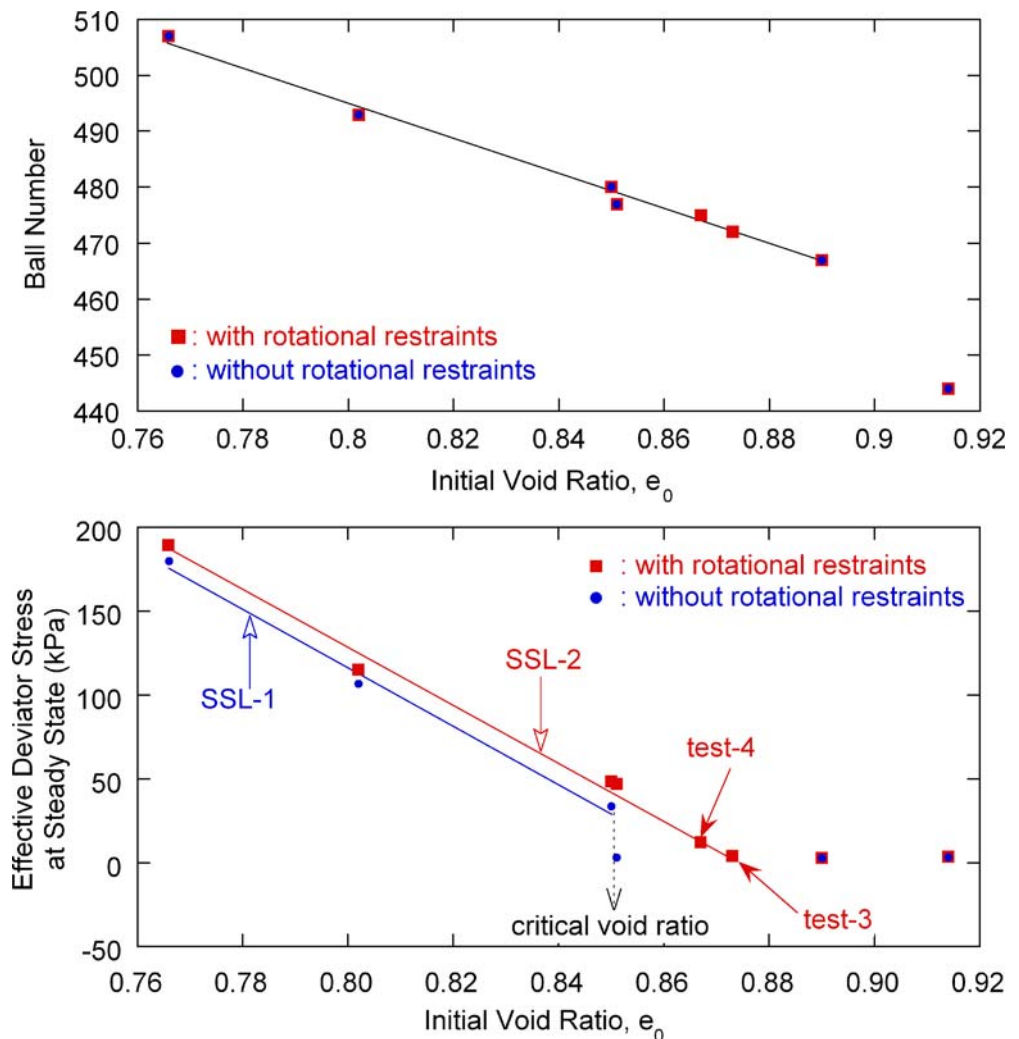 510
500
490
480
470
460
450
440
Ball Number
: with rotational restraints
: without rotational restraints
0.76 0.78 0.8 0.82 0.84 0.86 0.88 0.9 0.92
Initial Void Ratio, e0
200
150
100
50
0
-50
Effective Deviator Stress
at Steady State (kPa)
: with rotational restraints
: without rotational restraints
SSL-1
SSL-2
test-4
test-3
critical void ratio
0.76 0.78 0.80 0.82 0.84 0.86 0.88 0.90 0.92
Initial Void Ratio, e0